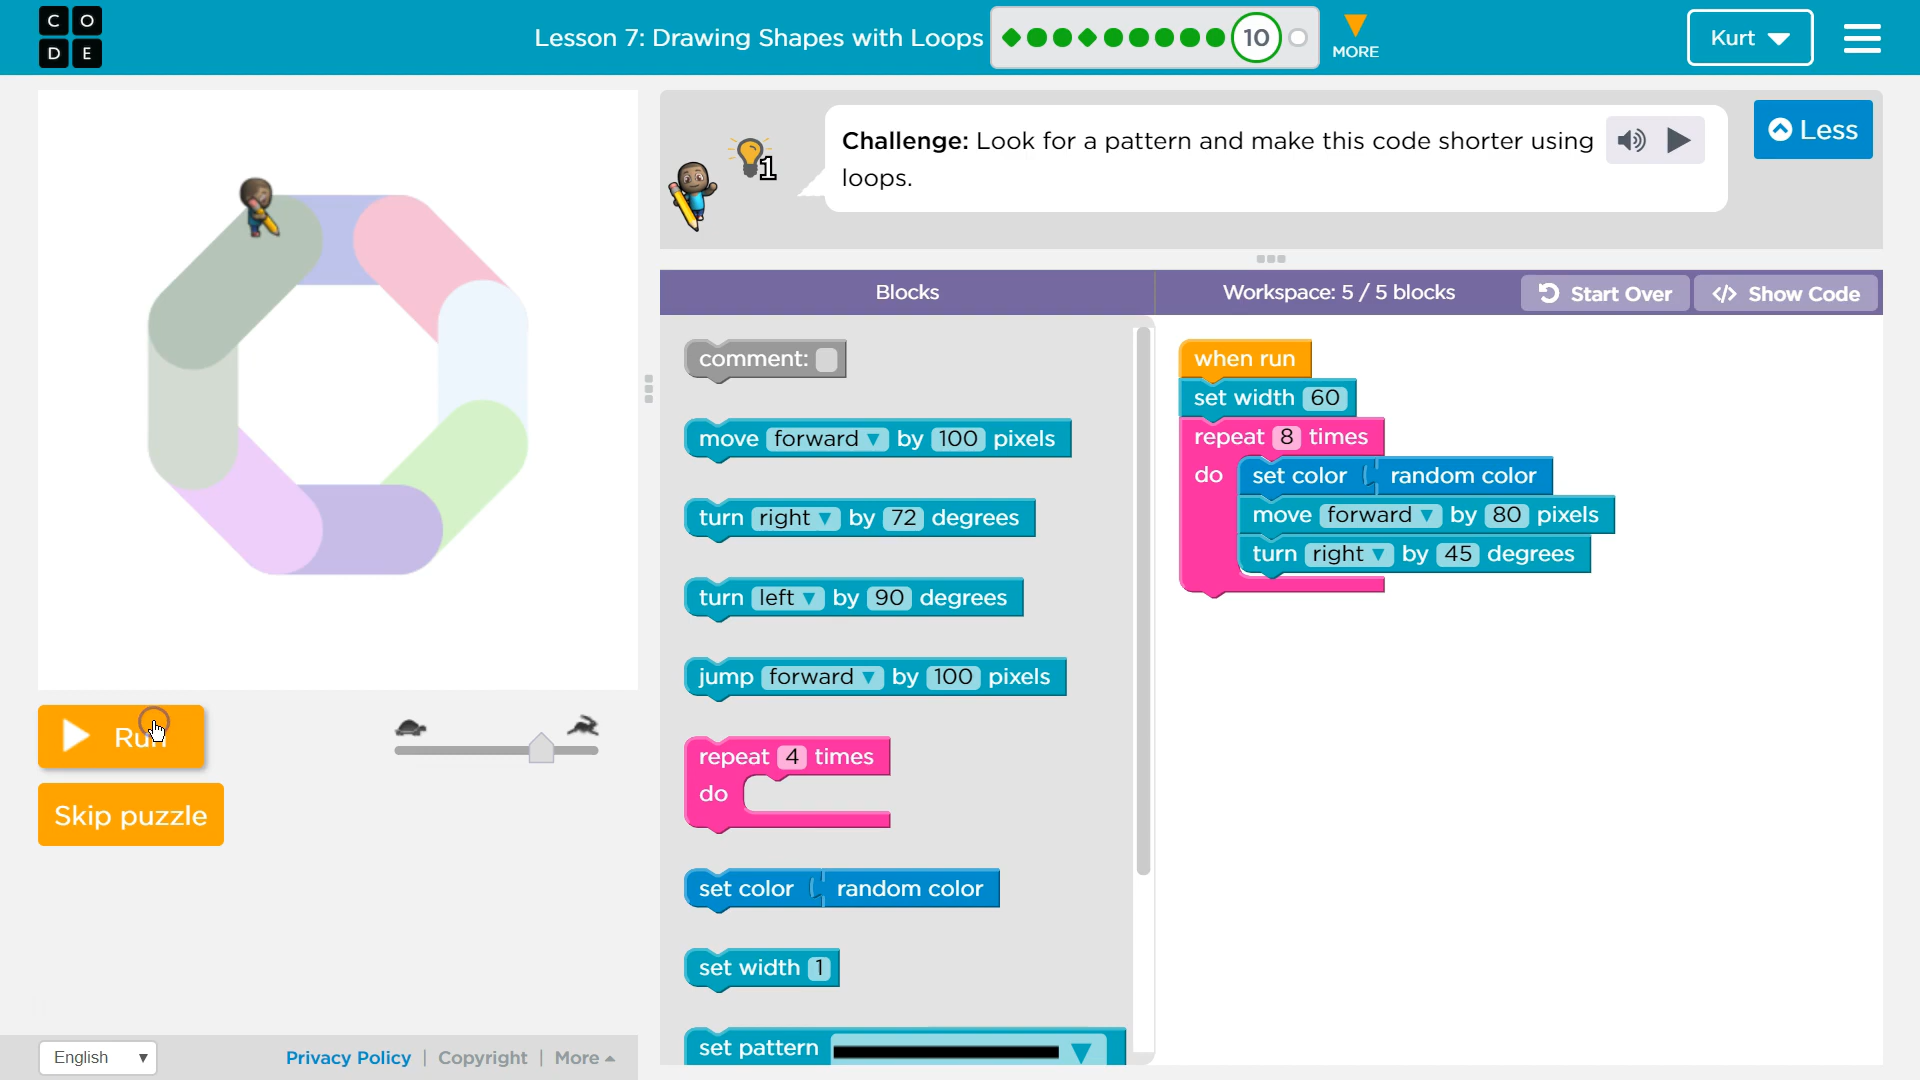 C O
D E
Lesson 7: Drawing Shapes with Loops
10
MORE
Kurt
1
Challenge: Look for a pattern and make this code shorter using
loops.
Less
Blocks
Workspace: 5 / 5 blocks
Start Over
</> Show Code
comment:
move forward by 100 pixels
turn right by 72 degrees
turn left by 90 degrees
jump forward by 100 pixels
repeat 4 times
do
set color random color
set width 1
set pattern
when run
set width 60
repeat 8 times
do set color random color
move forward by 80 pixels
turn right by 45 degrees
Run
Skip puzzle
English
Privacy Policy | Copyright | More